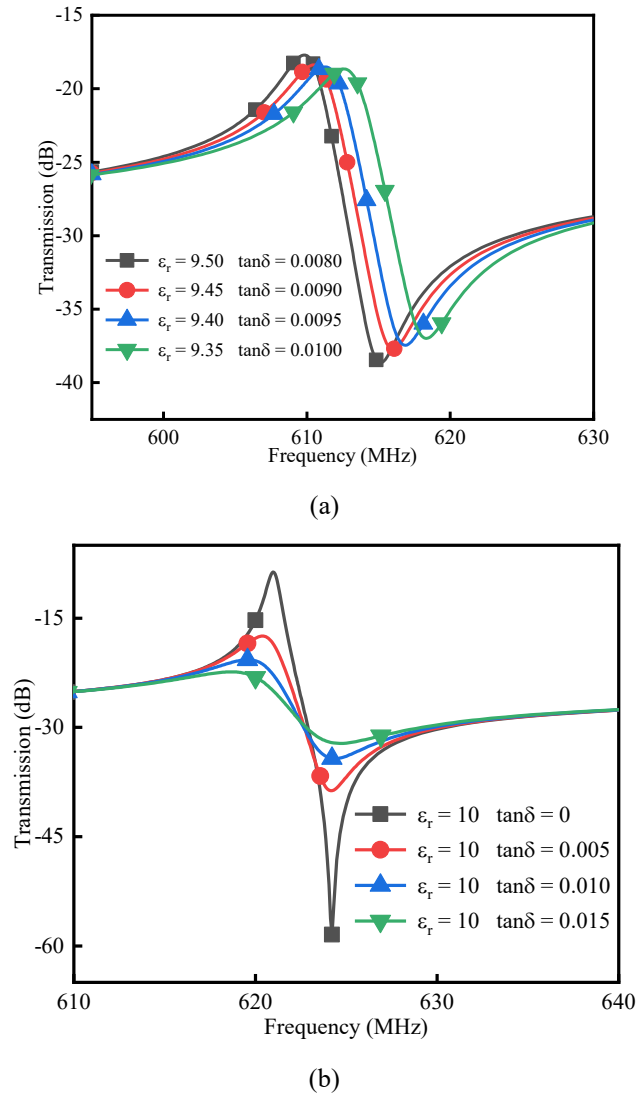 -15
-20
-25
-30
-35
-40
Transmission (dB)
εr = 9.50 tanδ = 0.0080
εr = 9.45 tanδ = 0.0090
εr = 9.40 tanδ = 0.0095
εr = 9.35 tanδ = 0.0100
600 610 620 630
Frequency (MHz)
(a)
-15
-30
-45
-60
Transmission (dB)
εr = 10 tanδ = 0
εr = 10 tanδ = 0.005
εr = 10 tanδ = 0.010
εr = 10 tanδ = 0.015
610 620 630 640
Frequency (MHz)
(b)